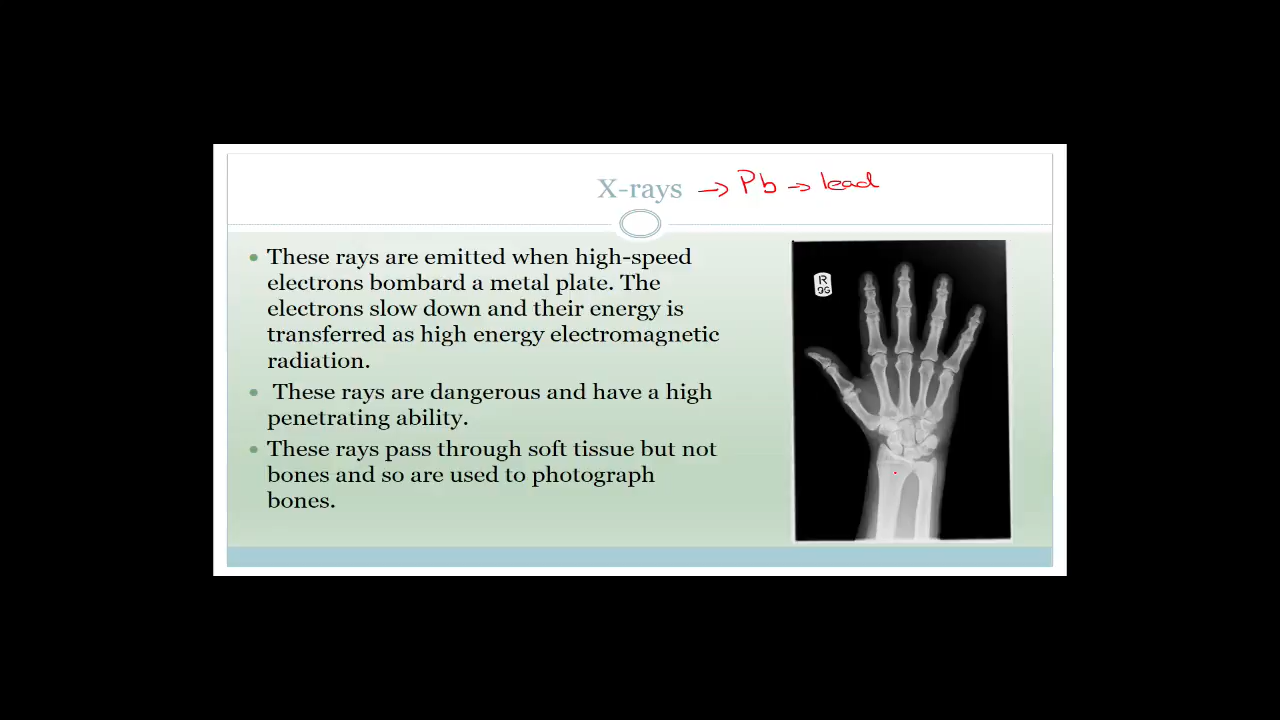 X-rays → Pb → lead
• These rays are emitted when high-speed
electrons bombard a metal plate. The
electrons slow down and their energy is
transferred as high energy electromagnetic
radiation.
• These rays are dangerous and have a high
penetrating ability.
• These rays pass through soft tissue but not
bones and so are used to photograph
bones.
R